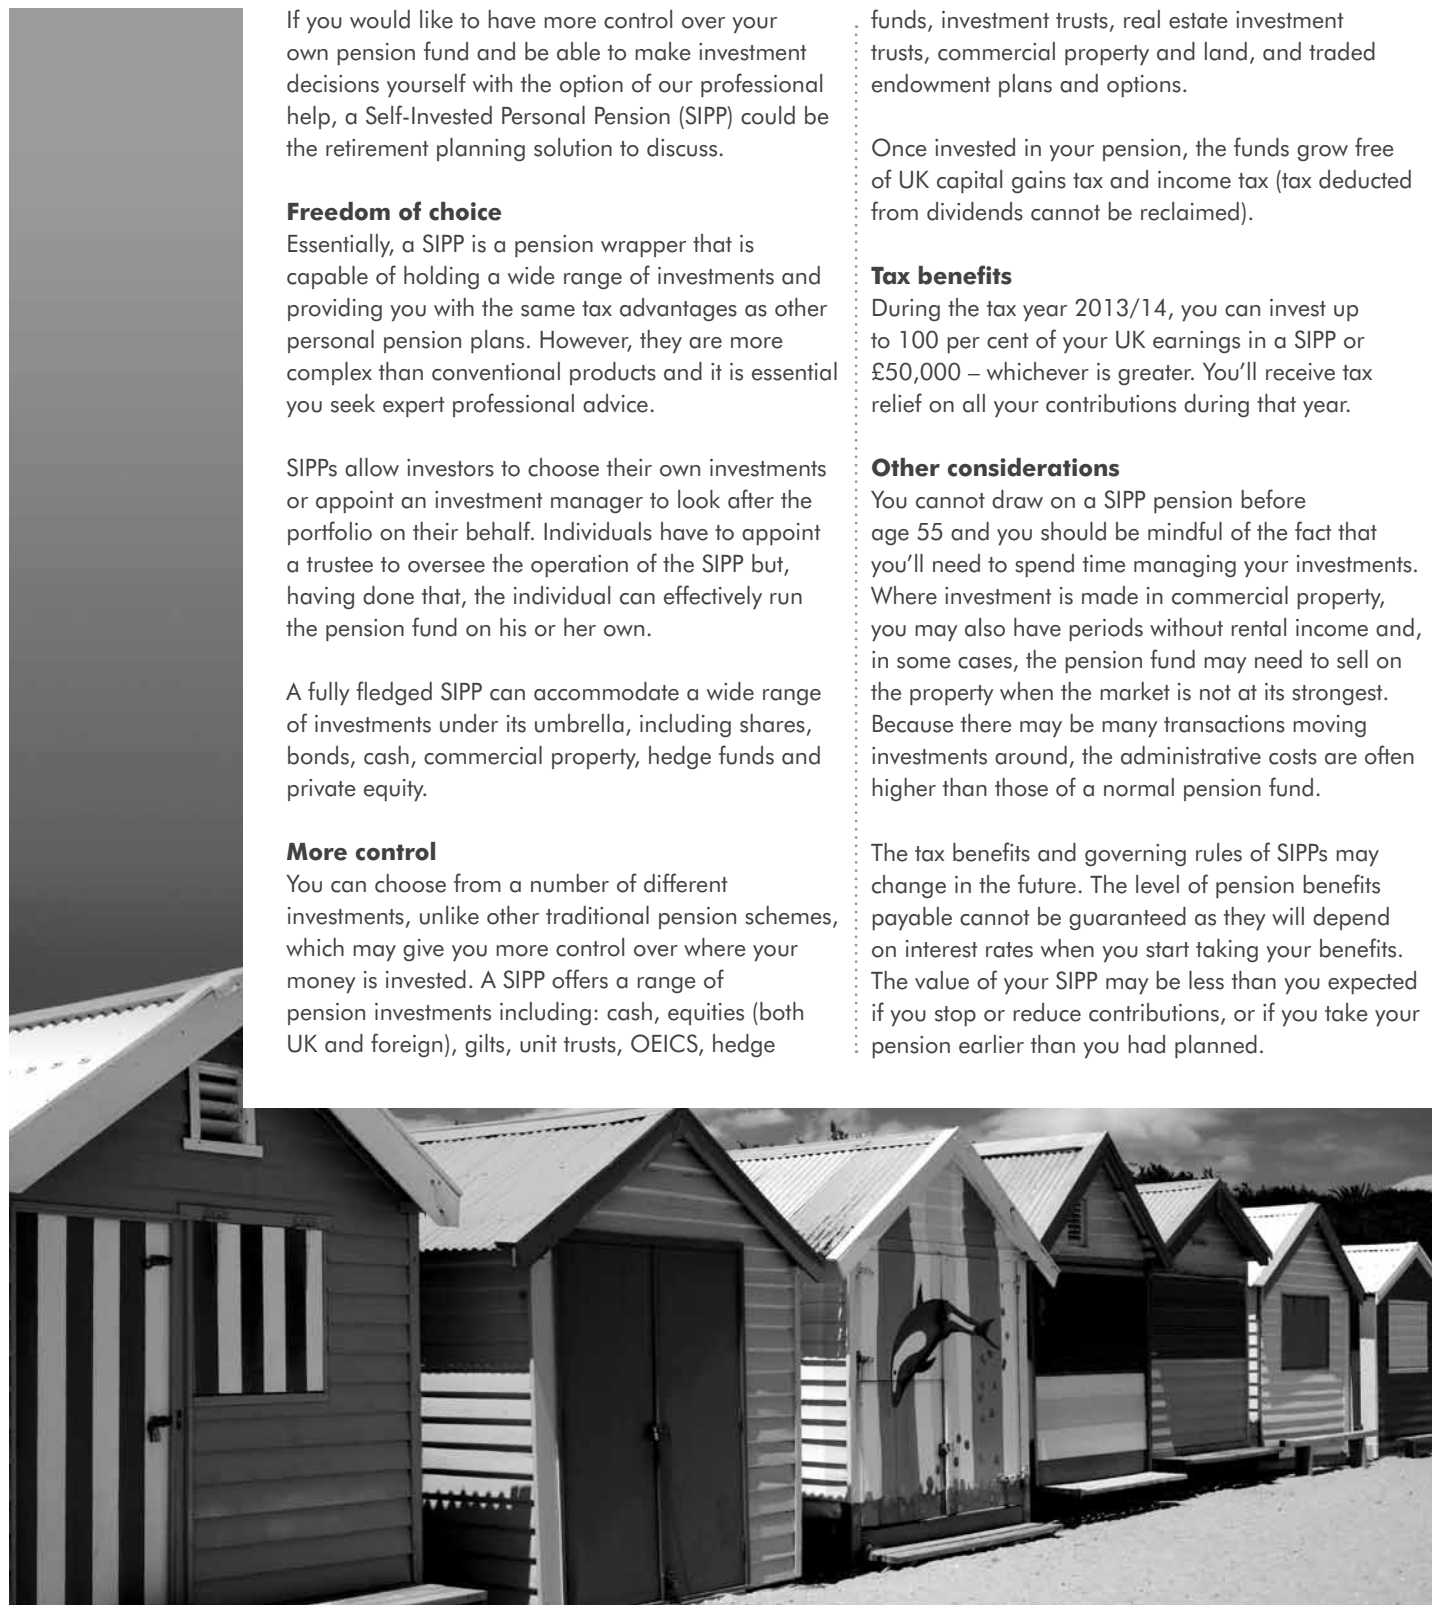 If you would like to have more control over your
own pension fund and be able to make investment
decisions yourself with the option of our professional
help, a Self-Invested Personal Pension (SIPP) could be
the retirement planning solution to discuss.
Freedom of choice
Essentially, a SIPP is a pension wrapper that is
capable of holding a wide range of investments and
providing you with the same tax advantages as other
personal pension plans. However, they are more
complex than conventional products and it is essential
you seek expert professional advice.
SIPPs allow investors to choose their own investments
or appoint an investment manager to look after the
portfolio on their behalf. Individuals have to appoint
a trustee to oversee the operation of the SIPP but,
having done that, the individual can effectively run
the pension fund on his or her own.
A fully fledged SIPP can accommodate a wide range
of investments under its umbrella, including shares,
bonds, cash, commercial property, hedge funds and
private equity.
More control
You can choose from a number of different
investments, unlike other traditional pension schemes,
which may give you more control over where your
money is invested. A SIPP offers a range of
pension investments including: cash, equities (both
UK and foreign), gilts, unit trusts, OEICS, hedge
funds, investment trusts, real estate investment
trusts, commercial property and land, and traded
endowment plans and options.
Once invested in your pension, the funds grow free
of UK capital gains tax and income tax (tax deducted
from dividends cannot be reclaimed).
Tax benefits
During the tax year 2013/14, you can invest up
to 100 per cent of your UK earnings in a SIPP or
£50,000 – whichever is greater. You’ll receive tax
relief on all your contributions during that year.
Other considerations
You cannot draw on a SIPP pension before
age 55 and you should be mindful of the fact that
you’ll need to spend time managing your investments.
Where investment is made in commercial property,
you may also have periods without rental income and,
in some cases, the pension fund may need to sell on
the property when the market is not at its strongest.
Because there may be many transactions moving
investments around, the administrative costs are often
higher than those of a normal pension fund.
The tax benefits and governing rules of SIPPs may
change in the future. The level of pension benefits
payable cannot be guaranteed as they will depend
on interest rates when you start taking your benefits.
The value of your SIPP may be less than you expected
if you stop or reduce contributions, or if you take your
pension earlier than you had planned.